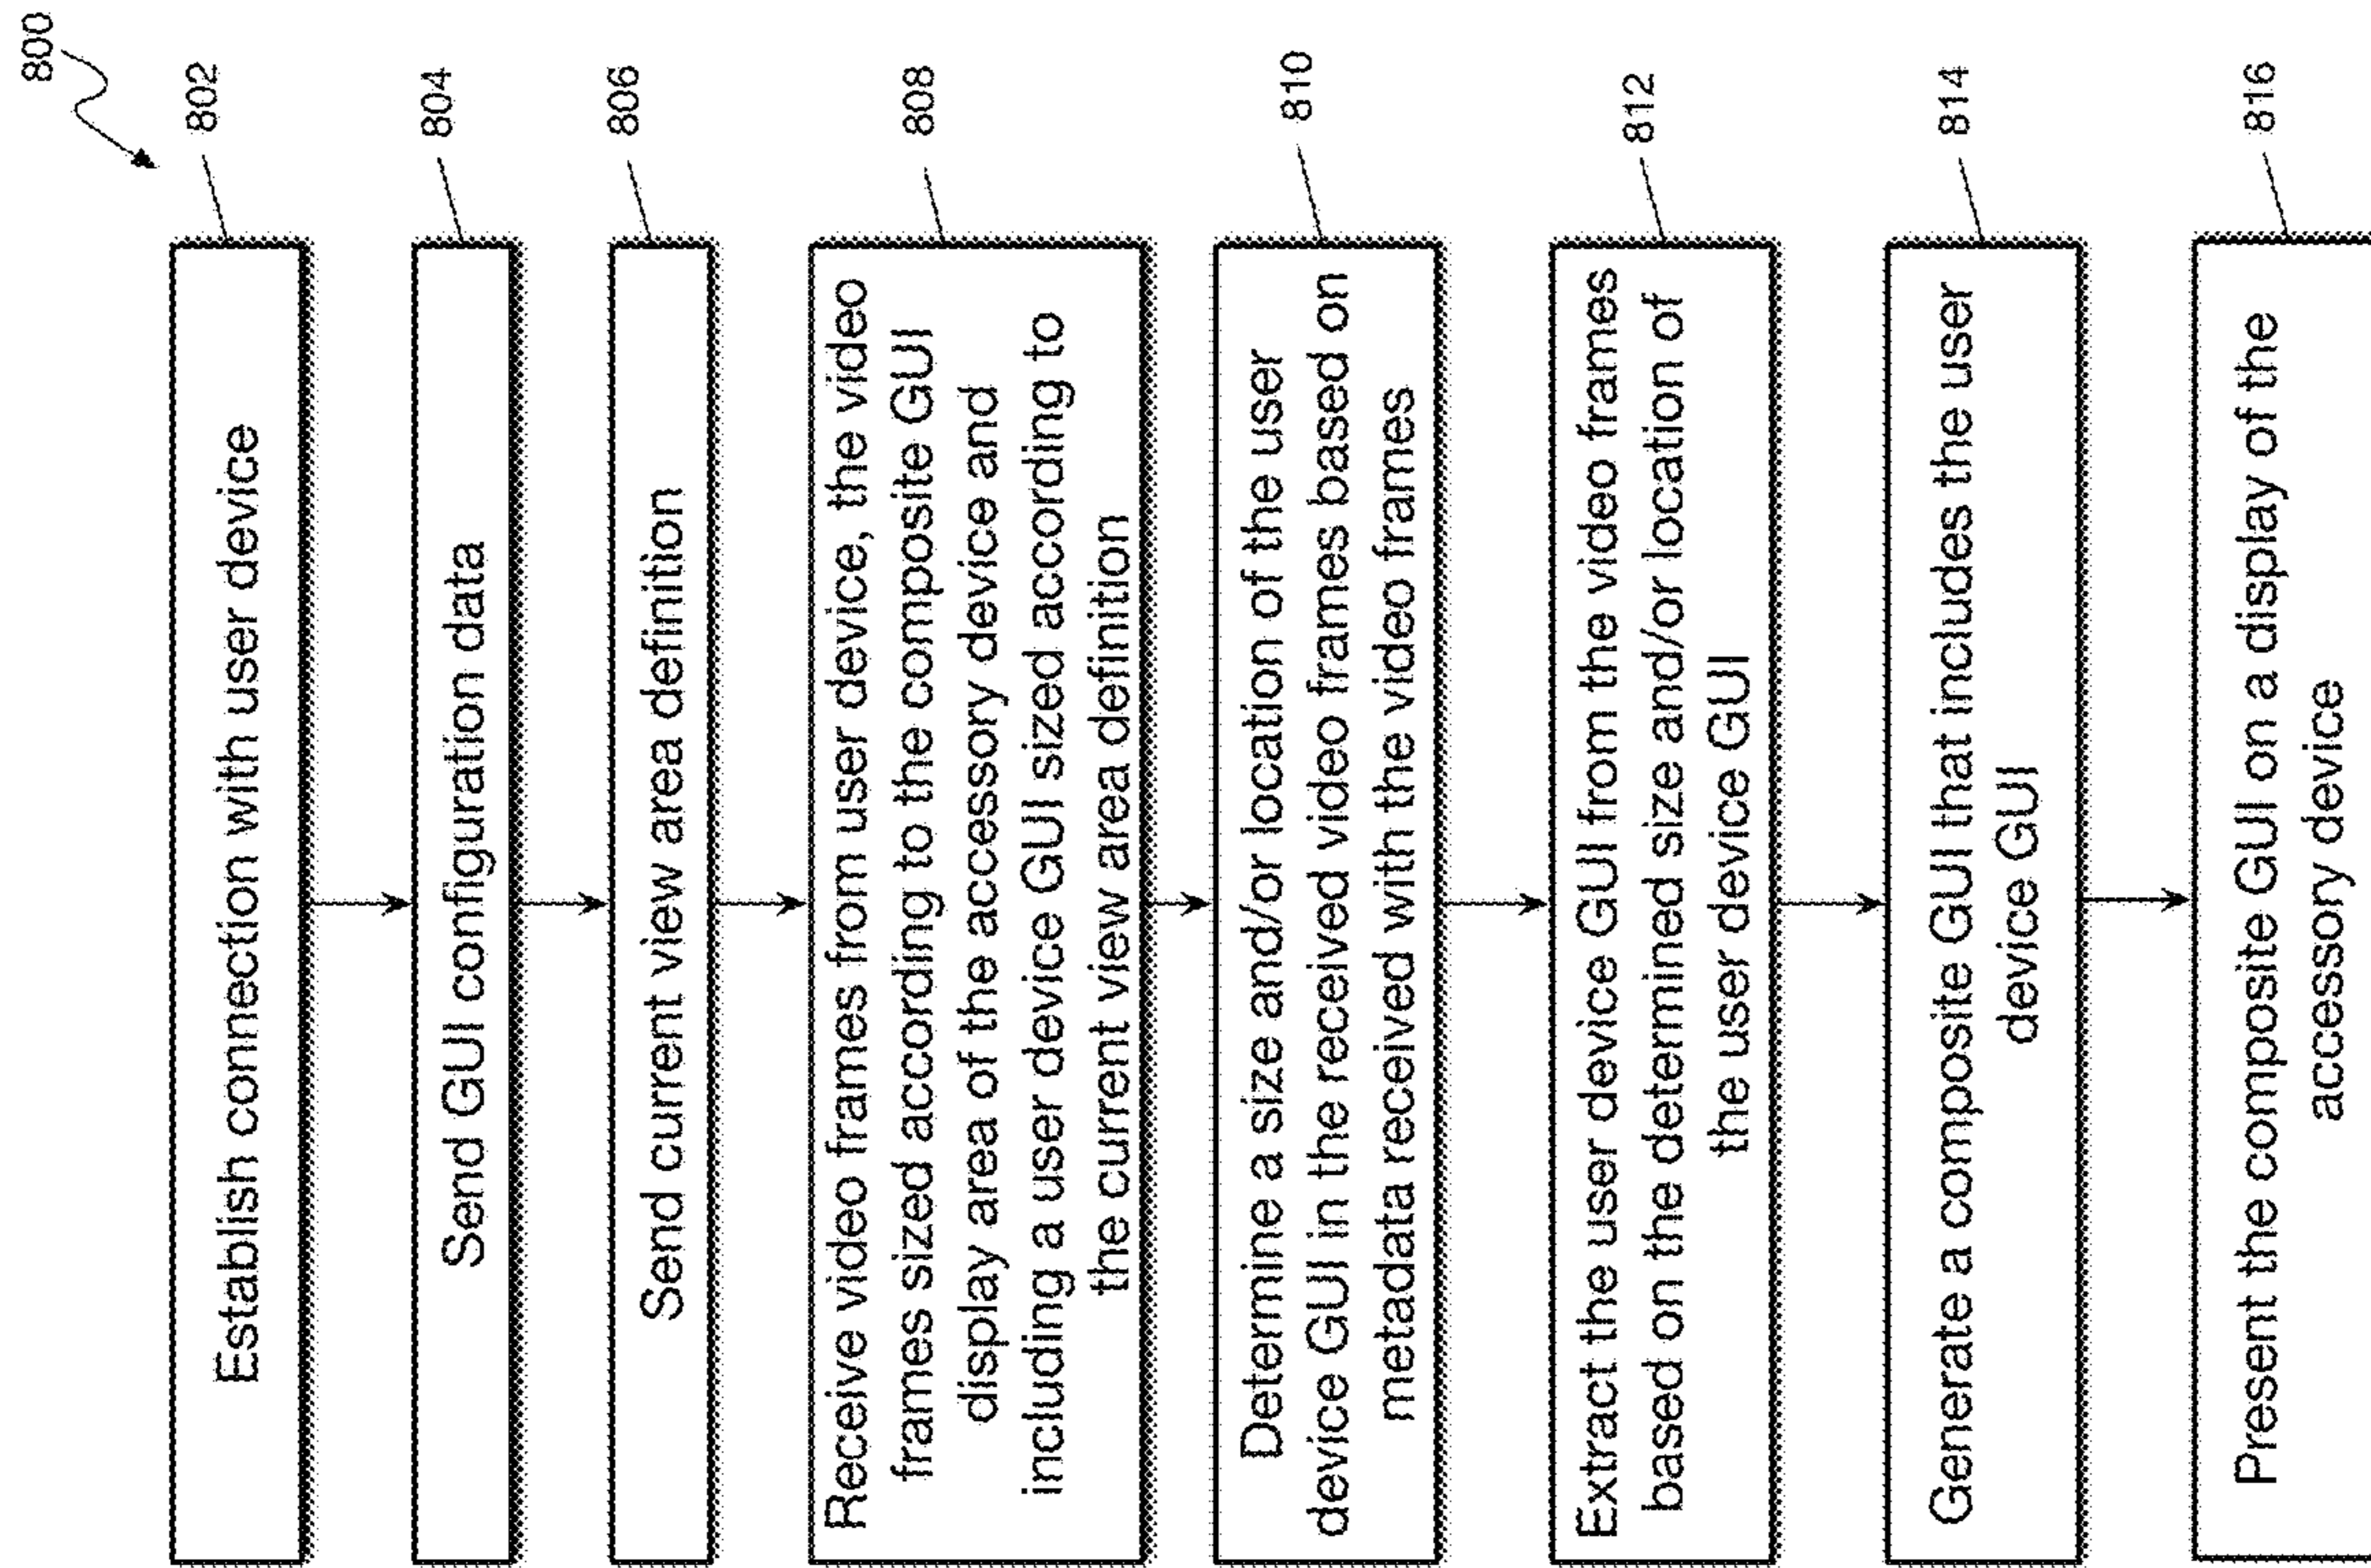 800
Establish connection with user device
802
Send GUI configuration data
804
Send current view area definition
806
Receive video frames from user device, the video
frames sized according to the composite GUI
display area of the accessory device and
including a user device GUI sized according to
the current view area definition
808
Determine a size and/or location of the user
device GUI in the received video frames based on
metadata received with the video frames
810
Extract the user device GUI from the video frames
based on the determined size and/or location of
the user device GUI
812
Generate a composite GUI that includes the user
device GUI
814
Present the composite GUI on a display of the
accessory device
816